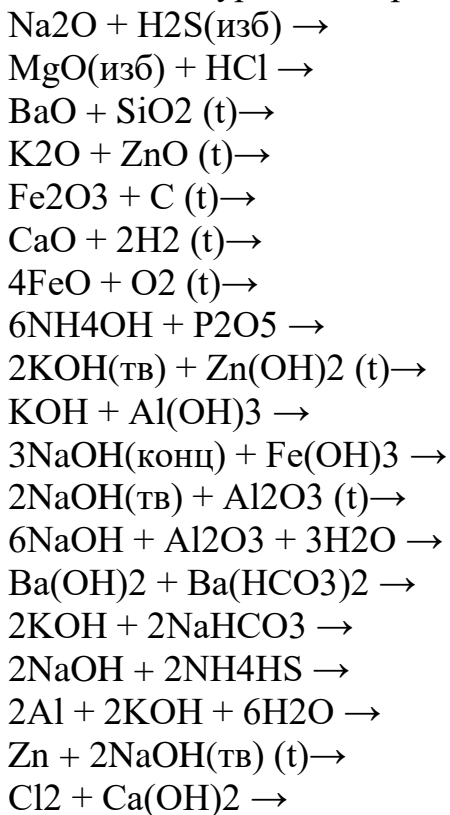 Na2O + H2S(изб) →
MgO(изб) + HCl →
BaO + SiO2 (t)→
K2O + ZnO (t)→
Fe2O3 + C (t)→
CaO + 2H2 (t)→
4FeO + O2 (t)→
6NH4OH + P2O5 →
2KOH(тв) + Zn(OH)2 (t)→
KOH + Al(OH)3 →
3NaOH(конц) + Fe(OH)3 →
2NaOH(тв) + Al2O3 (t)→
6NaOH + Al2O3 + 3H2O →
Ba(OH)2 + Ba(HCO3)2 →
2KOH + 2NaHCO3 →
2NaOH + 2NH4HS →
2Al + 2KOH + 6H2O →
Zn + 2NaOH(тв) (t)→
Cl2 + Ca(OH)2 →